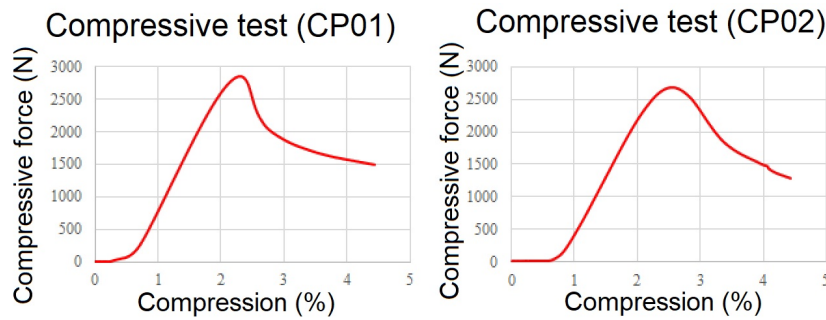 Compressive test (CP01)
Compressive force (N)
3000
2500
2000
1500
1000
500
0
0 1 2 3 4 5
Compression (%)
Compressive test (CP02)
Compressive force (N)
3000
2500
2000
1500
1000
500
0
0 1 2 3 4 5
Compression (%)